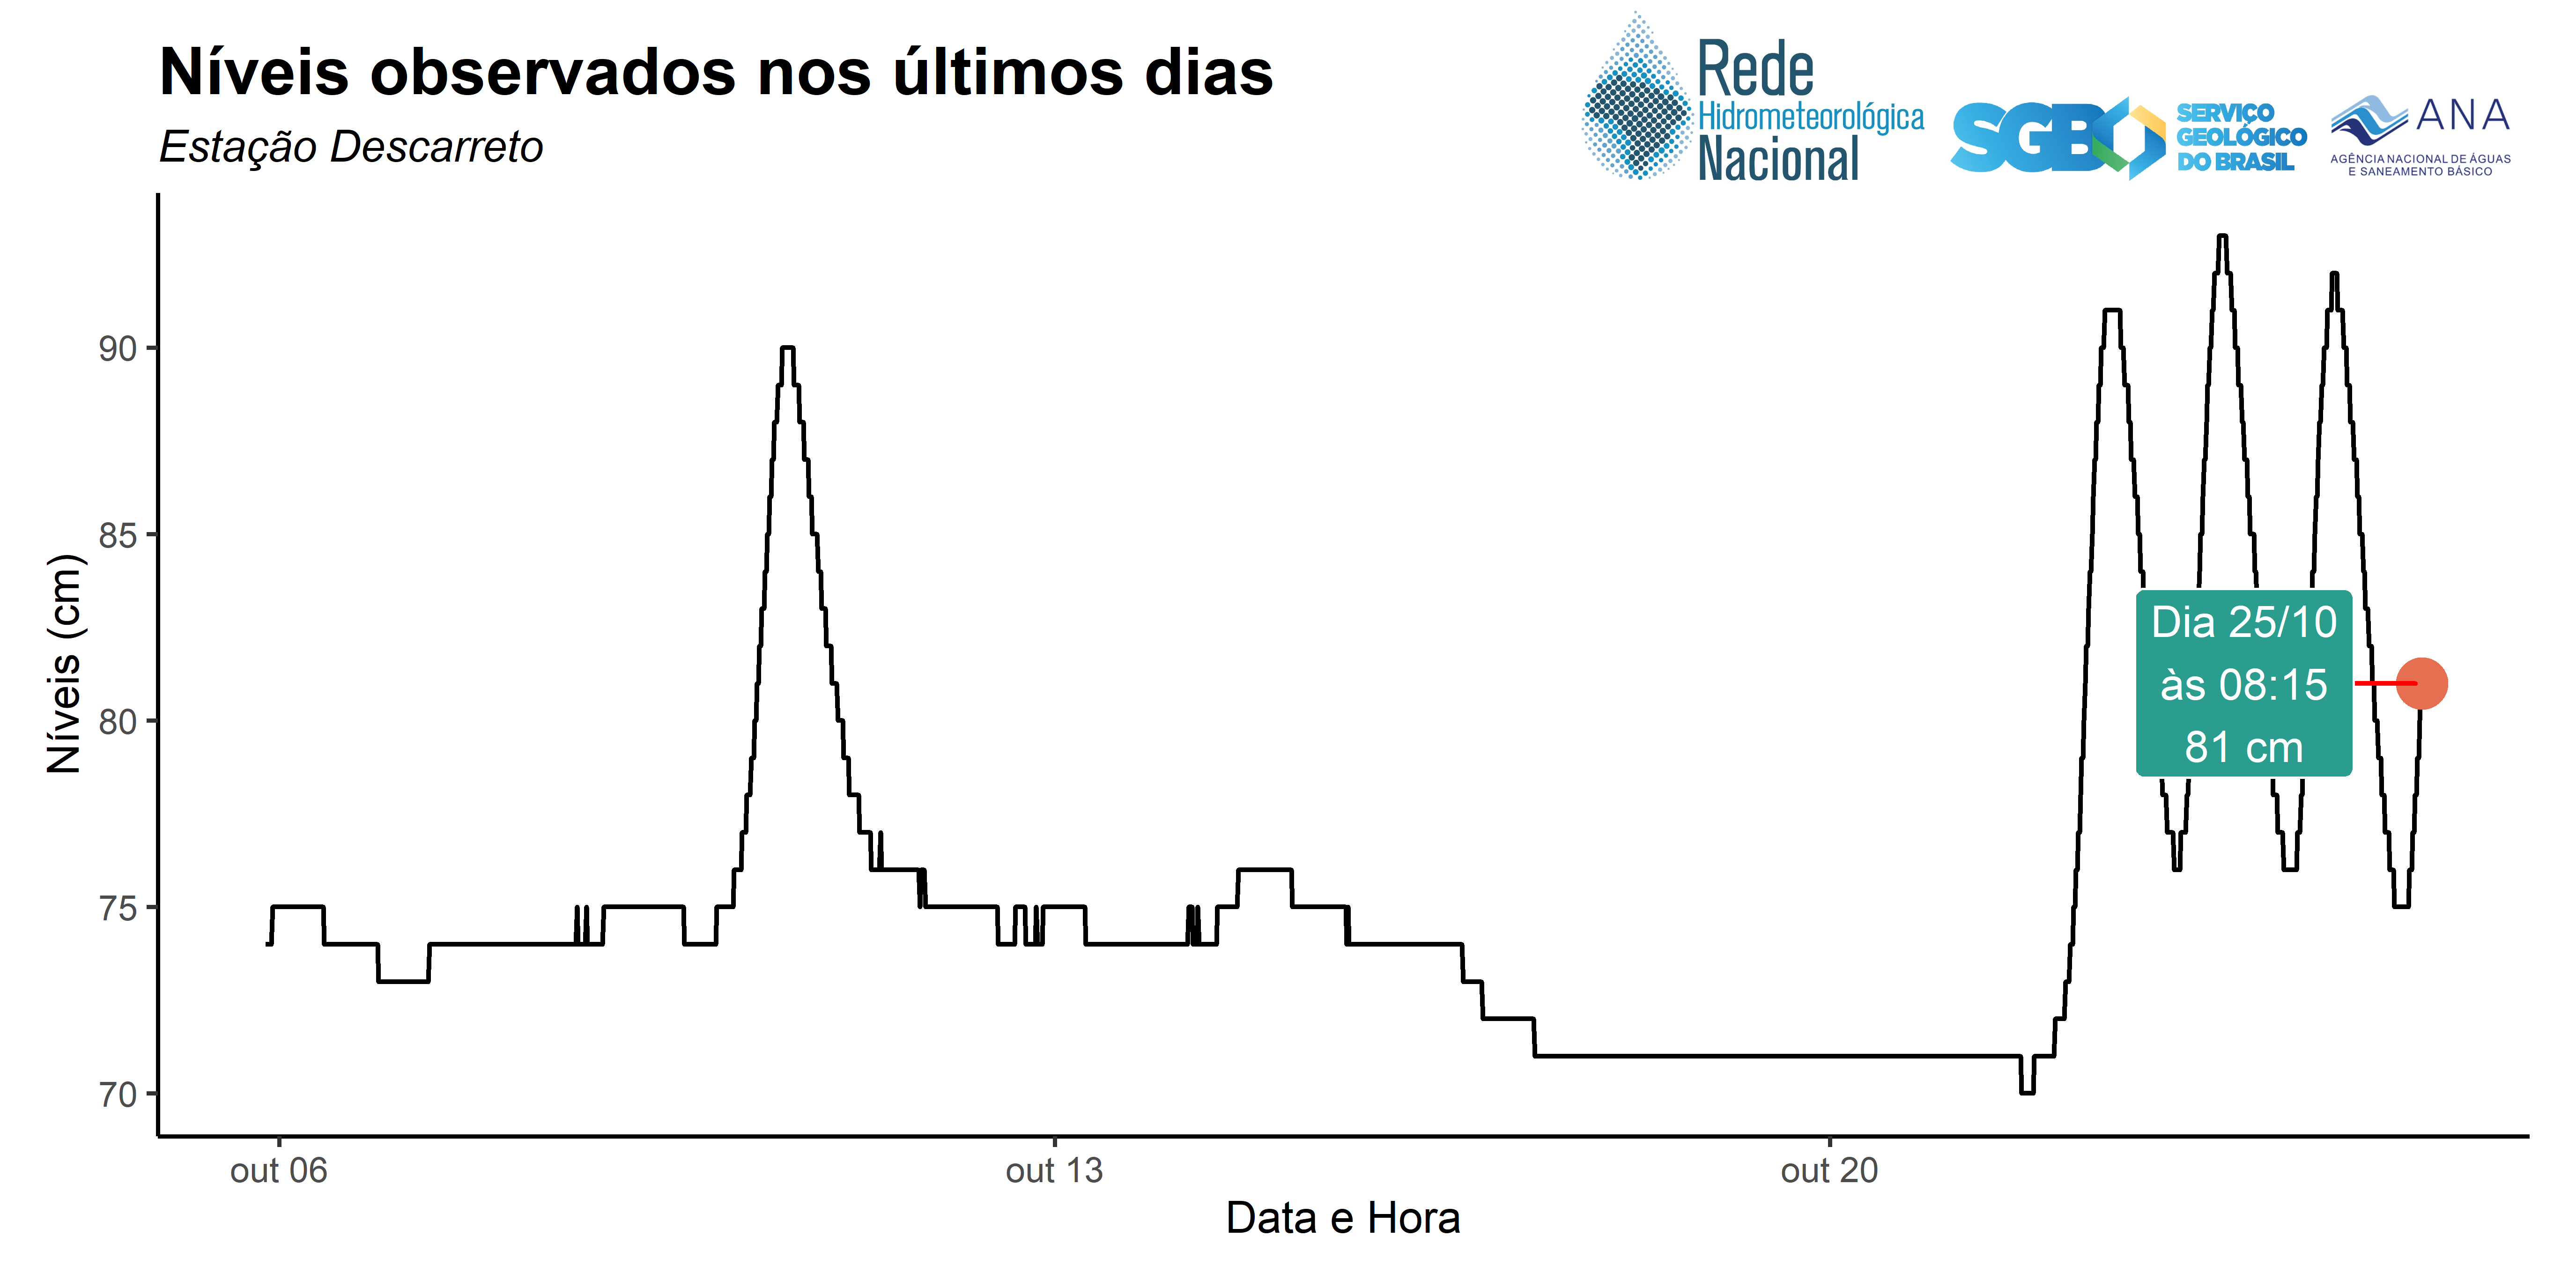 Níveis observados nos últimos dias
Estação Descarreto
Rede
Hidrometeorológica
Nacional
SGB
SERVIÇO
GEOLÓGICO
DO BRASIL
ANA
AGÊNCIA NACIONAL DE ÁGUAS
E SANEAMENTO BÁSICO
Níveis (cm)
90
85
80
75
70
Dia 25/10
às 08:15
81 cm
out 06
out 13
out 20
Data e Hora